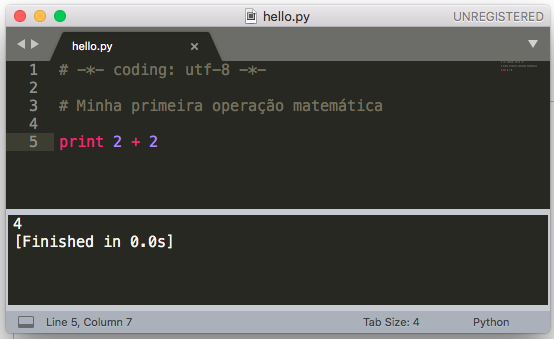 hello.py
UNREGISTERED
hello.py
1 # -*- coding: utf-8 -*-
2
3 # Minha primeira operação matemática
4
5 print 2 + 2
4
[Finished in 0.0s]
Line 5, Column 7
Tab Size: 4
Python